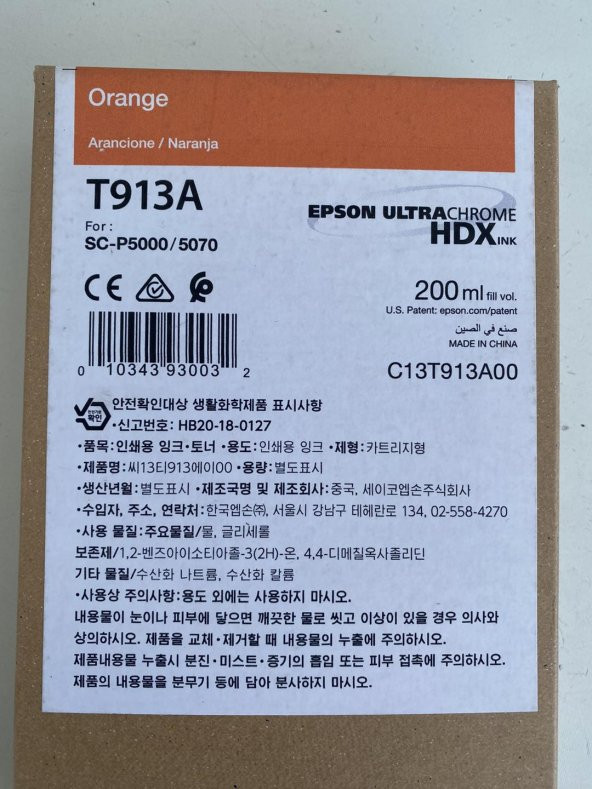 Orange
Arancione / Naranja
T913A
For :
SC-P5000/5070
EPSON ULTRACHROME
HDX INK
CE
200 ml fill vol.
U.S. Patent: epson.com/patent
صنع في الصين
MADE IN CHINA
0 10343 93003 2
C13T913A00
안전확인대상 생활화학제품 표시사항
확인
•신고번호: HB20-18-0127
•품목:인쇄용 잉크•토너 •용도:인쇄용 잉크 •제형:카트리지형
•제품명:씨13티913에이00 •용량:별도표시
•생산년월:별도표시 •제조국명 및 제조회사:중국, 세이코엡손주식회사
•수입자, 주소, 연락처:한국엡손㈜, 서울시 강남구 테헤란로 134, 02-558-4270
•사용 물질:주요물질/물, 글리세롤
보존제/1,2-벤즈아이소티아졸-3(2H)-온, 4,4-디메질옥사졸리딘
기타 물질/수산화 나트륨, 수산화 칼륨
•사용상 주의사항:용도 외에는 사용하지 마시오.
내용물이 눈이나 피부에 닿으면 깨끗한 물로 씻고 이상이 있을 경우 의사와
상의하시오. 제품을 교체•제거할 때 내용물의 누출에 주의하시오.
제품내용물 누출시 분진•미스트•증기의 흡입 또는 피부 접촉에 주의하시오.
제품의 내용물을 분무기 등에 담아 분사하지 마시오.